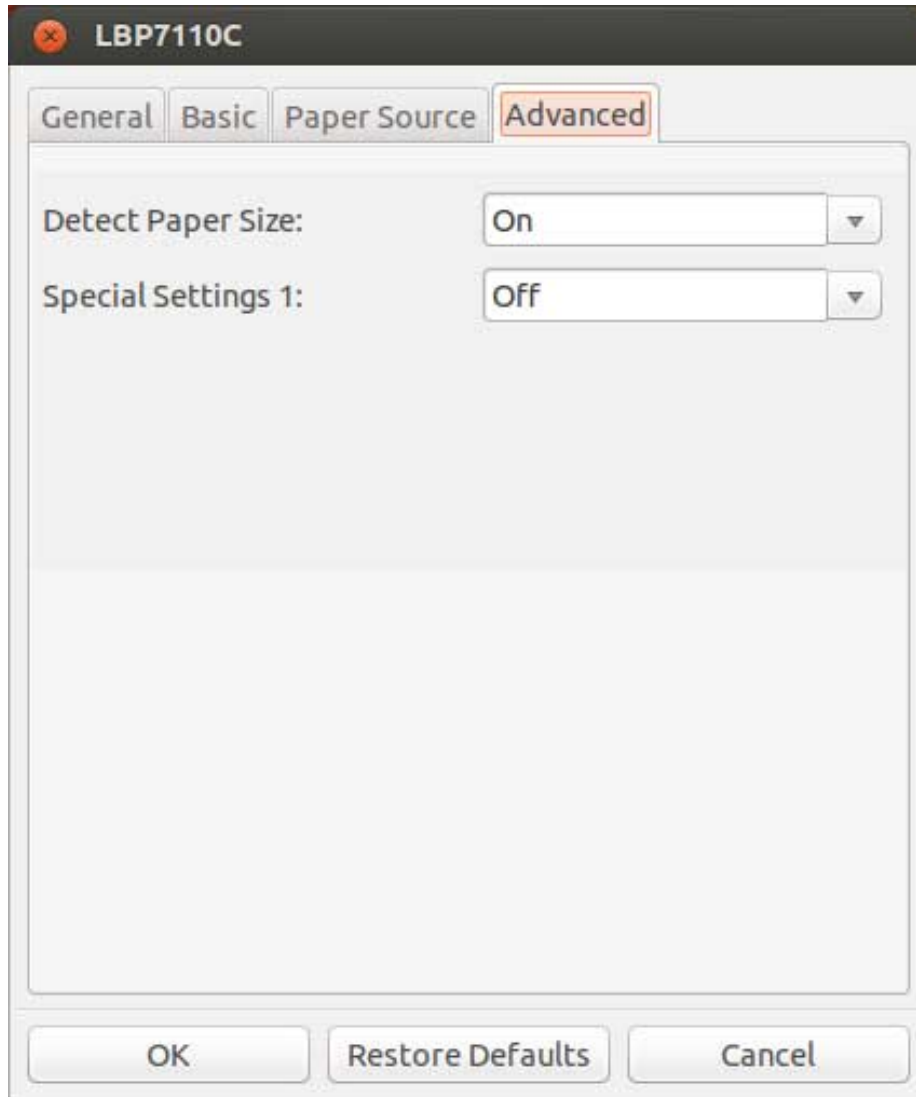 LBP7110C
General Basic Paper Source Advanced
Detect Paper Size: On
Special Settings 1: Off
OK Restore Defaults Cancel